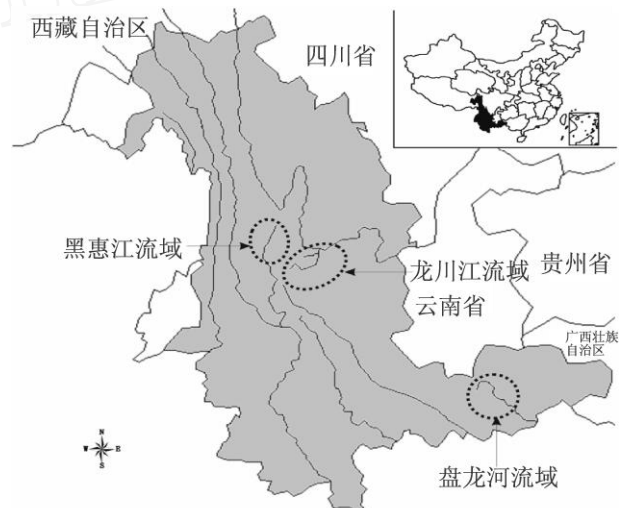 西藏自治区
四川省
黑惠江流域
龙川江流域
贵州省
云南省
广西壮族
自治区
N
W E
S
盘龙河流域